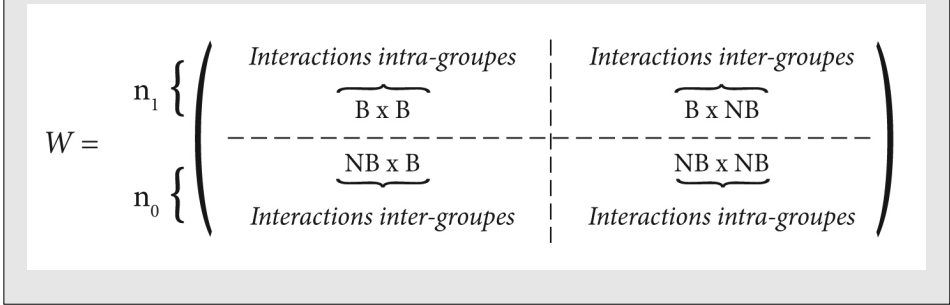 Interactions intra-groupes Interactions inter-groupes
n1 { B x B B x NB
W =
n0 { NB x B NB x NB
Interactions inter-groupes Interactions intra-groupes